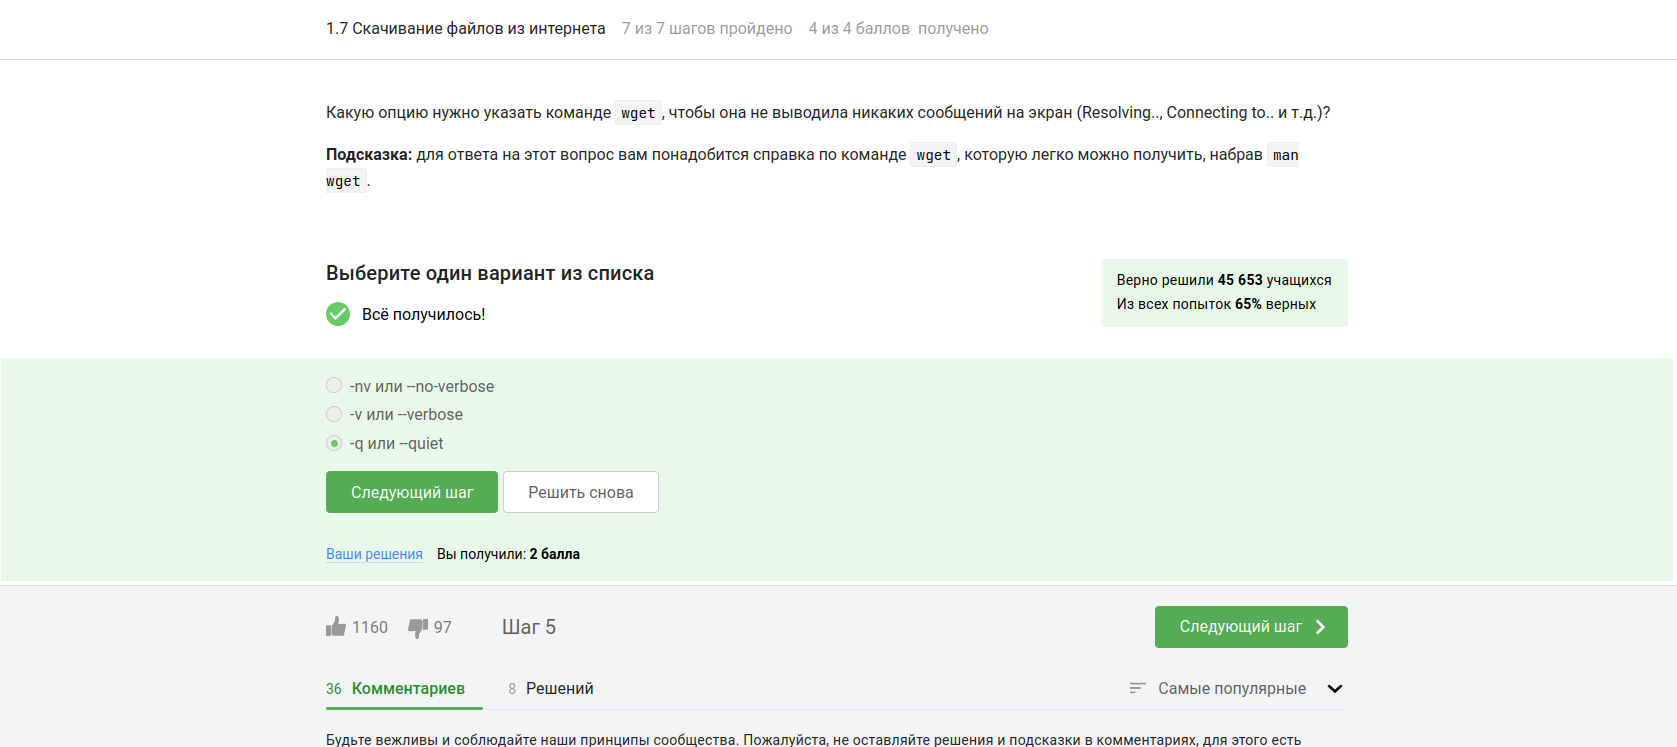 1.7 Скачивание файлов из интернета 7 из 7 шагов пройдено 4 из 4 баллов получено
Какую опцию нужно указать команде wget, чтобы она не выводила никаких сообщений на экран (Resolving.., Connecting to.. и т.д.)?
Подсказка: для ответа на этот вопрос вам понадобится справка по команде wget, которую легко можно получить, набрав man
wget.
Выберите один вариант из списка
Всё получилось!
Верно решили 45 653 учащихся
Из всех попыток 65% верных
-nv или --no-verbose
-v или --verbose
-q или --quiet
Следующий шаг Решить снова
Ваши решения Вы получили: 2 балла
1160 97 Шаг 5 Следующий шаг
36 Комментариев 8 Решений Самые популярные
Будьте вежливы и соблюдайте наши принципы сообщества. Пожалуйста, не оставляйте решения и подсказки в комментариях, для этого есть